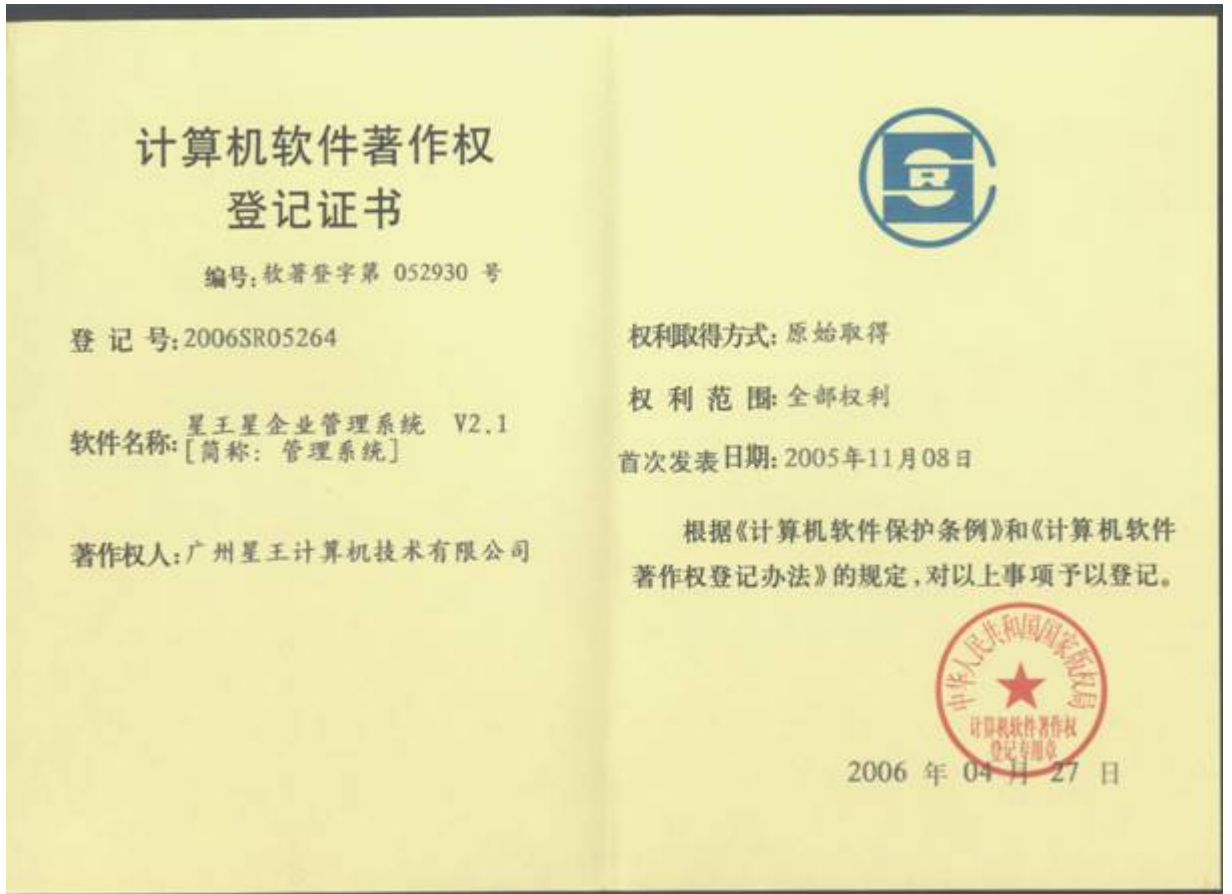 计算机软件著作权
登记证书
编号:软著登字第 052930 号
登 记 号:2006SR05264
软件名称:星王星企业管理系统 V2.1
[简称: 管理系统]
著作权人:广州星王计算机技术有限公司
R
权利取得方式:原始取得
权 利 范 围:全部权利
首次发表日期:2005年11月08日
根据《计算机软件保护条例》和《计算机软件
著作权登记办法》的规定,对以上事项予以登记。
中华人民共和国国家版权局
计算机软件著作权
登记专用章
2006 年 04 月 27 日